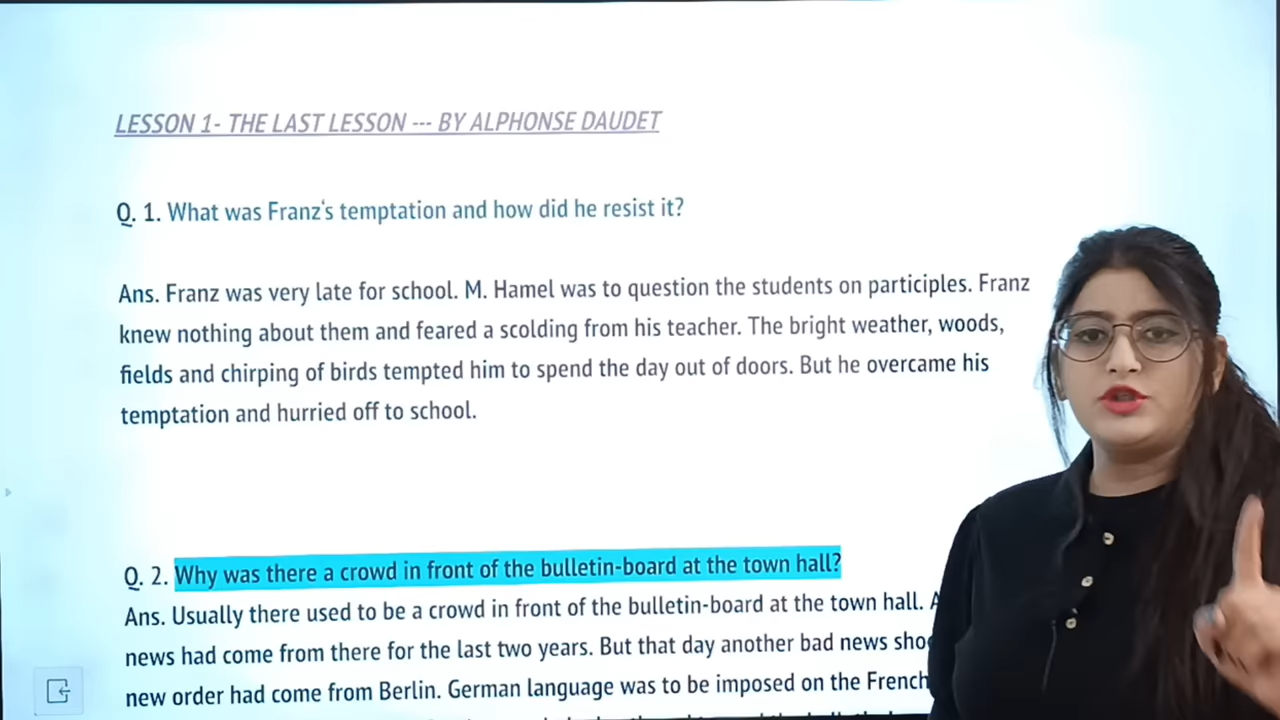 LESSON 1- THE LAST LESSON --- BY ALPHONSE DAUDET
Q. 1. What was Franz's temptation and how did he resist it?
Ans. Franz was very late for school. M. Hamel was to question the students on participles. Franz
knew nothing about them and feared a scolding from his teacher. The bright weather, woods,
fields and chirping of birds tempted him to spend the day out of doors. But he overcame his
temptation and hurried off to school.
Q. 2. Why was there a crowd in front of the bulletin-board at the town hall?
Ans. Usually there used to be a crowd in front of the bulletin-board at the town hall.
news had come from there for the last two years. But that day another bad news
new order had come from Berlin. German language was to be imposed on the French